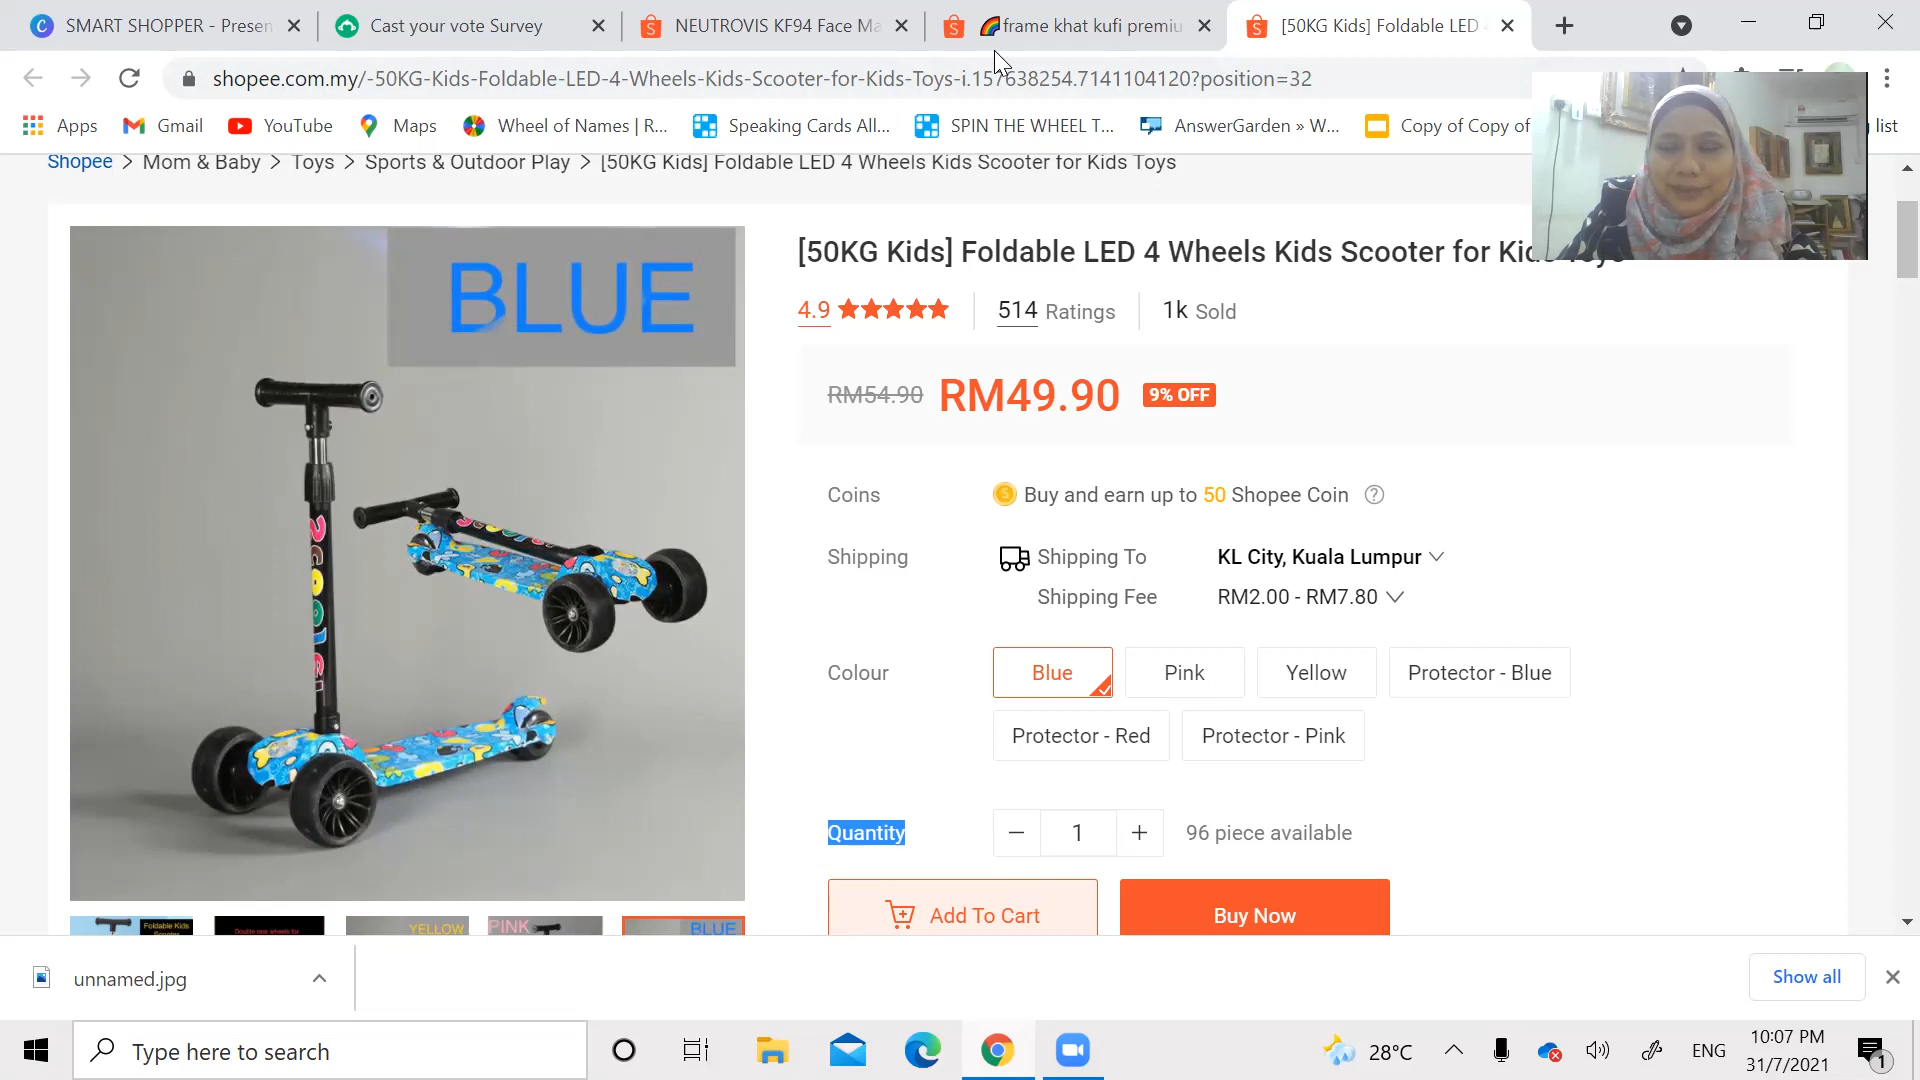 SMART SHOPPER - Presen
Cast your vote Survey
NEUTROVIS KF94 Face Ma
frame khat kufi premiu
[50KG Kids] Foldable LED
shopee.com.my/-50KG-Kids-Foldable-LED-4-Wheels-Kids-Scooter-for-Kids-Toys-i.157638254.7141104120?position=32
Apps
Gmail
YouTube
Maps
Wheel of Names | R...
Speaking Cards All...
SPIN THE WHEEL T...
AnswerGarden » W...
Copy of Copy of
list
Shopee > Mom & Baby > Toys > Sports & Outdoor Play > [50KG Kids] Foldable LED 4 Wheels Kids Scooter for Kids Toys
BLUE
[50KG Kids] Foldable LED 4 Wheels Kids Scooter for
4.9
514 Ratings
1k Sold
RM54.90 RM49.90 9% OFF
Coins
Buy and earn up to 50 Shopee Coin
Shipping
Shipping To
KL City, Kuala Lumpur
Shipping Fee
RM2.00 - RM7.80
Colour
Blue
Pink
Yellow
Protector - Blue
Protector - Red
Protector - Pink
Quantity
1
96 piece available
Add To Cart
Buy Now
Foldable Kids
YELLOW
PINK
BLUE
unnamed.jpg
Show all
Type here to search
28°C
ENG
10:07 PM
31/7/2021
1